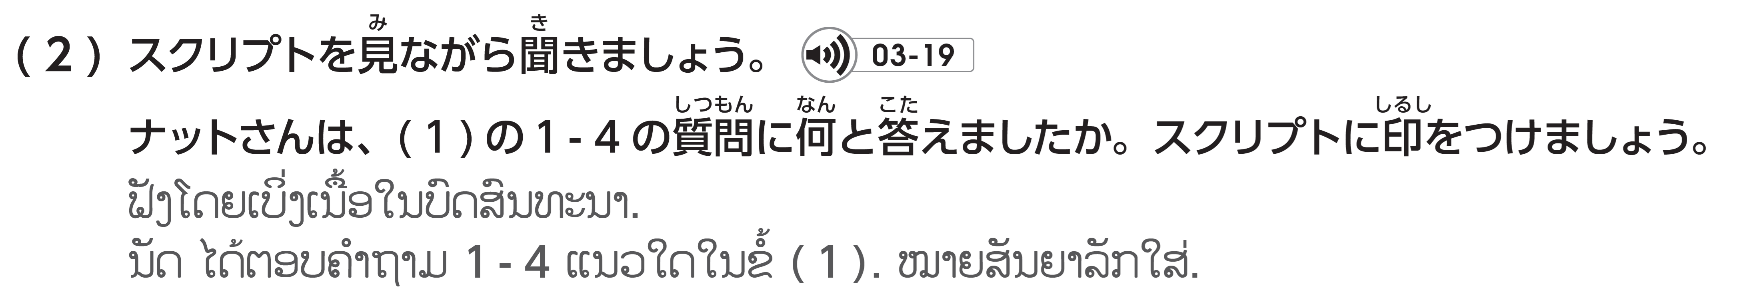 ( 2 ) スクリプトを見ながら聞きましょう。 03-19
ナットさんは、( 1 ) の 1 - 4 の質問に何と答えましたか。スクリプトに印をつけましょう。
ຟັງໂດຍເບິ່ງເນື້ອໃນບົດສົນທະນາ.
ນັດ ໄດ້ຕອບຄຳຖາມ 1 - 4 ແນວໃດໃນຂໍ້ ( 1 ). ໝາຍສັນຍາລັກໃສ່.